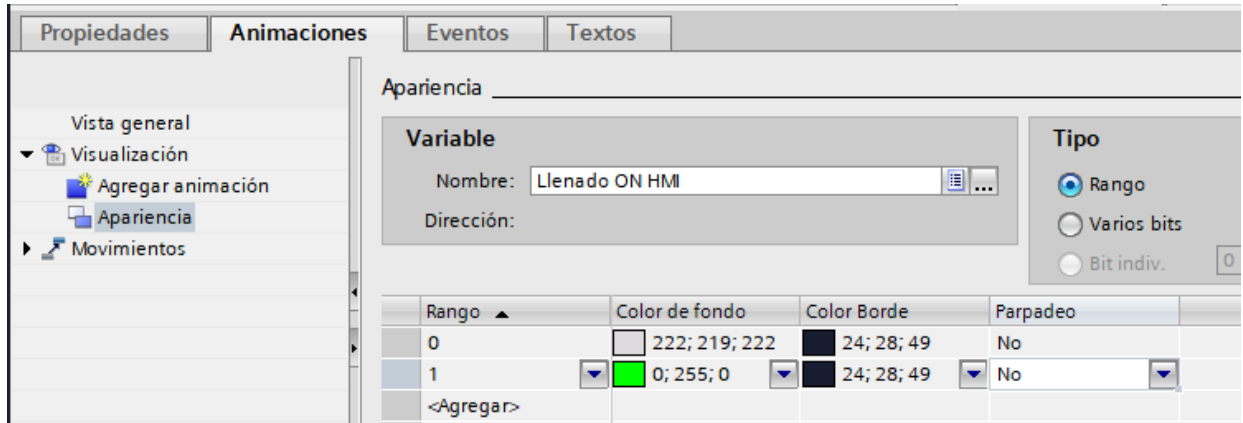 Propiedades Animaciones Eventos Textos
Apariencia
Vista general
Visualización
Agregar animación
Apariencia
Movimientos
Variable
Nombre: Llenado ON HMI ...
Dirección:
Tipo
Rango
Varios bits
Bit indiv. 0
Rango Color de fondo Color Borde Parpadeo
0 222; 219; 222 24; 28; 49 No
1 0; 255; 0 24; 28; 49 No
<Agregar>